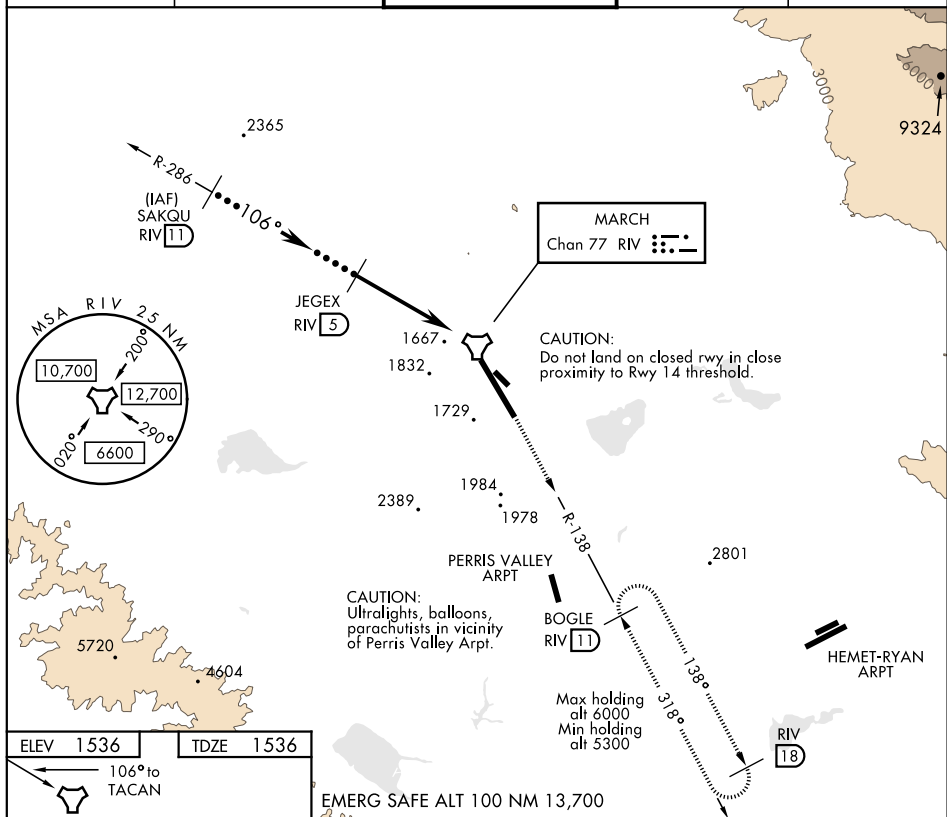 3000
6000
9324
2365
R-286
(IAF)
SAKQU
RIV 11
106°
MARCH
Chan 77 RIV
JEGEX
RIV 5
MSA RIV 25 NM
200°
10,700
12,700
020°
290°
6600
1667
1832
CAUTION:
Do not land on closed rwy in close
proximity to Rwy 14 threshold.
1729
1984
2389
1978
R-138
2801
PERRIS VALLEY
ARPT
CAUTION:
Ultralights, balloons,
parachutists in vicinity
of Perris Valley Arpt.
BOGLE
RIV 11
HEMET-RYAN
ARPT
5720
4604
138°
318°
Max holding
alt 6000
Min holding
alt 5300
RIV
18
ELEV 1536
TDZE 1536
106° to
TACAN
EMERG SAFE ALT 100 NM 13,700